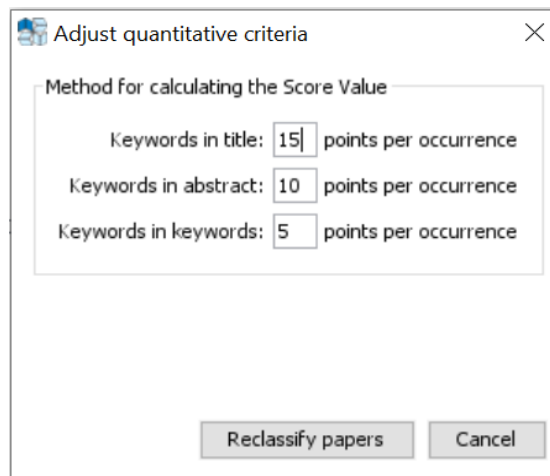 Adjust quantitative criteria
Method for calculating the Score Value
Keywords in title: 15 points per occurrence
Keywords in abstract: 10 points per occurrence
Keywords in keywords: 5 points per occurrence
Reclassify papers Cancel